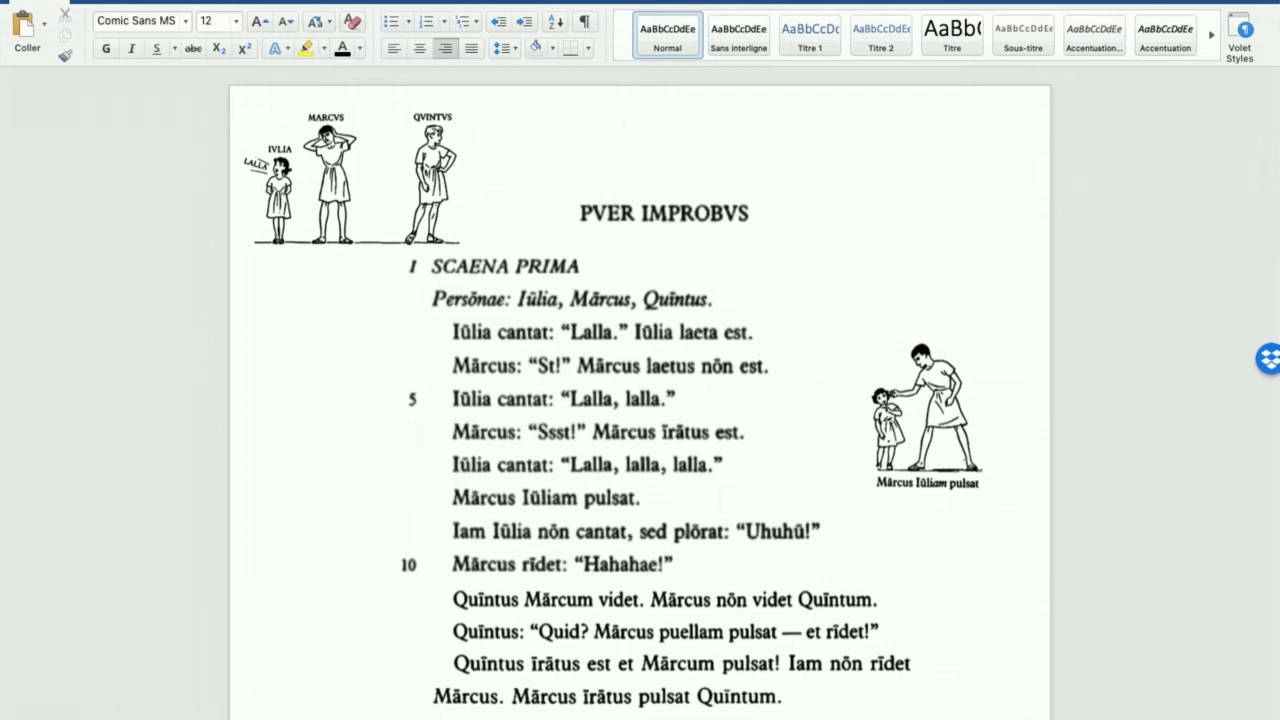 Comic Sans MS
12
A A Aa A
Coller
G I S abc X₂ X² A A
AaBbCcDdEe AaBbCcDdEe AaBbCcDc AaBbCcDdEe AaBb( AaBbCcDdEe AaBbCcDdEe AaBbCcDdEe
Normal Sans interligne Titre 1 Titre 2 Titre Sous-titre Accentuation... Accentuation
Volet
Styles
MARCVS
QVINTVS
IVLIA
LALLA
PVER IMPROBVS
1 SCAENA PRIMA
Persōnae: Iūlia, Mārcus, Quīntus.
Iūlia cantat: “Lalla.” Iūlia laeta est.
Mārcus: “St!” Mārcus laetus nōn est.
5 Iūlia cantat: “Lalla, lalla.”
Mārcus: “Ssst!” Mārcus īrātus est.
Iūlia cantat: “Lalla, lalla, lalla.”
Mārcus Iūliam pulsat.
Iam Iūlia nōn cantat, sed plōrat: “Uhuhū!”
10 Mārcus rīdet: “Hahahae!”
Quīntus Mārcum videt. Mārcus nōn videt Quīntum.
Quīntus: “Quid? Mārcus puellam pulsat — et rīdet!”
Quīntus īrātus est et Mārcum pulsat! Iam nōn rīdet
Mārcus. Mārcus īrātus pulsat Quīntum.
Mārcus Iūliam pulsat